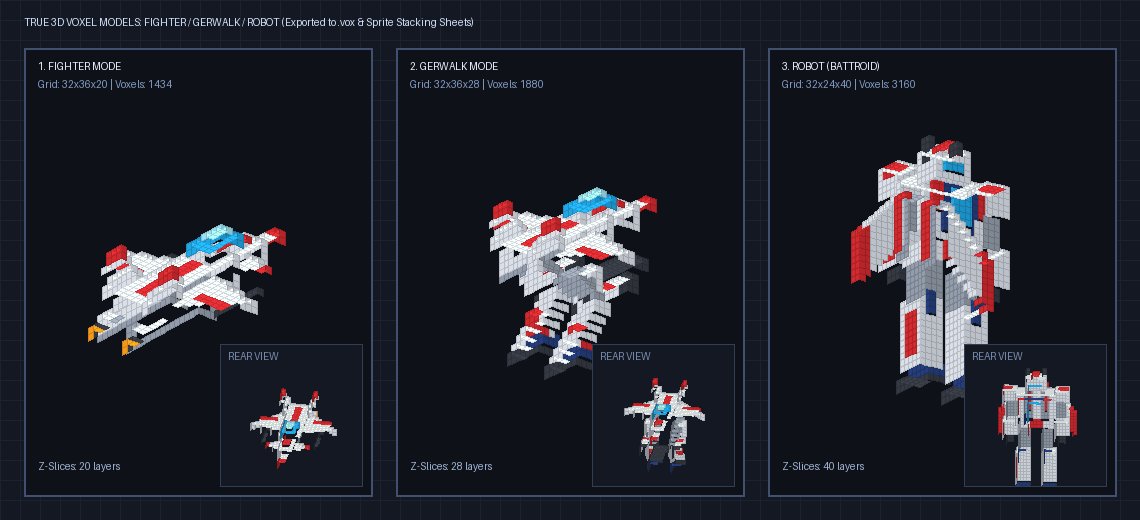 TRUE 3D VOXEL MODELS: FIGHTER / GERWALK / ROBOT (Exported to .vox & Sprite Stacking Sheets)
1. FIGHTER MODE
Grid: 32x36x20 | Voxels: 1434
REAR VIEW
Z-Slices: 20 layers
2. GERWALK MODE
Grid: 32x36x28 | Voxels: 1880
REAR VIEW
Z-Slices: 28 layers
3. ROBOT (BATTROID)
Grid: 32x24x40 | Voxels: 3160
REAR VIEW
Z-Slices: 40 layers